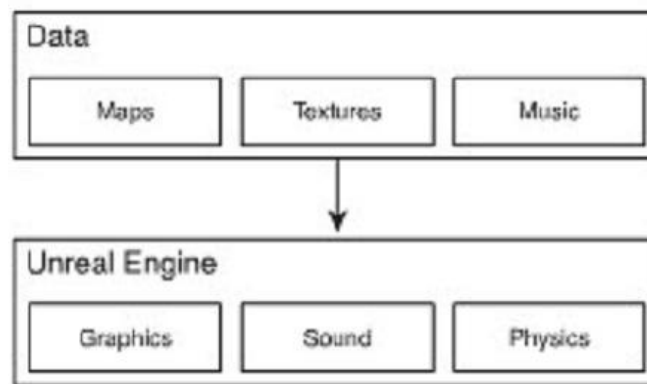 Data
Maps Textures Music
Unreal Engine
Graphics Sound Physics